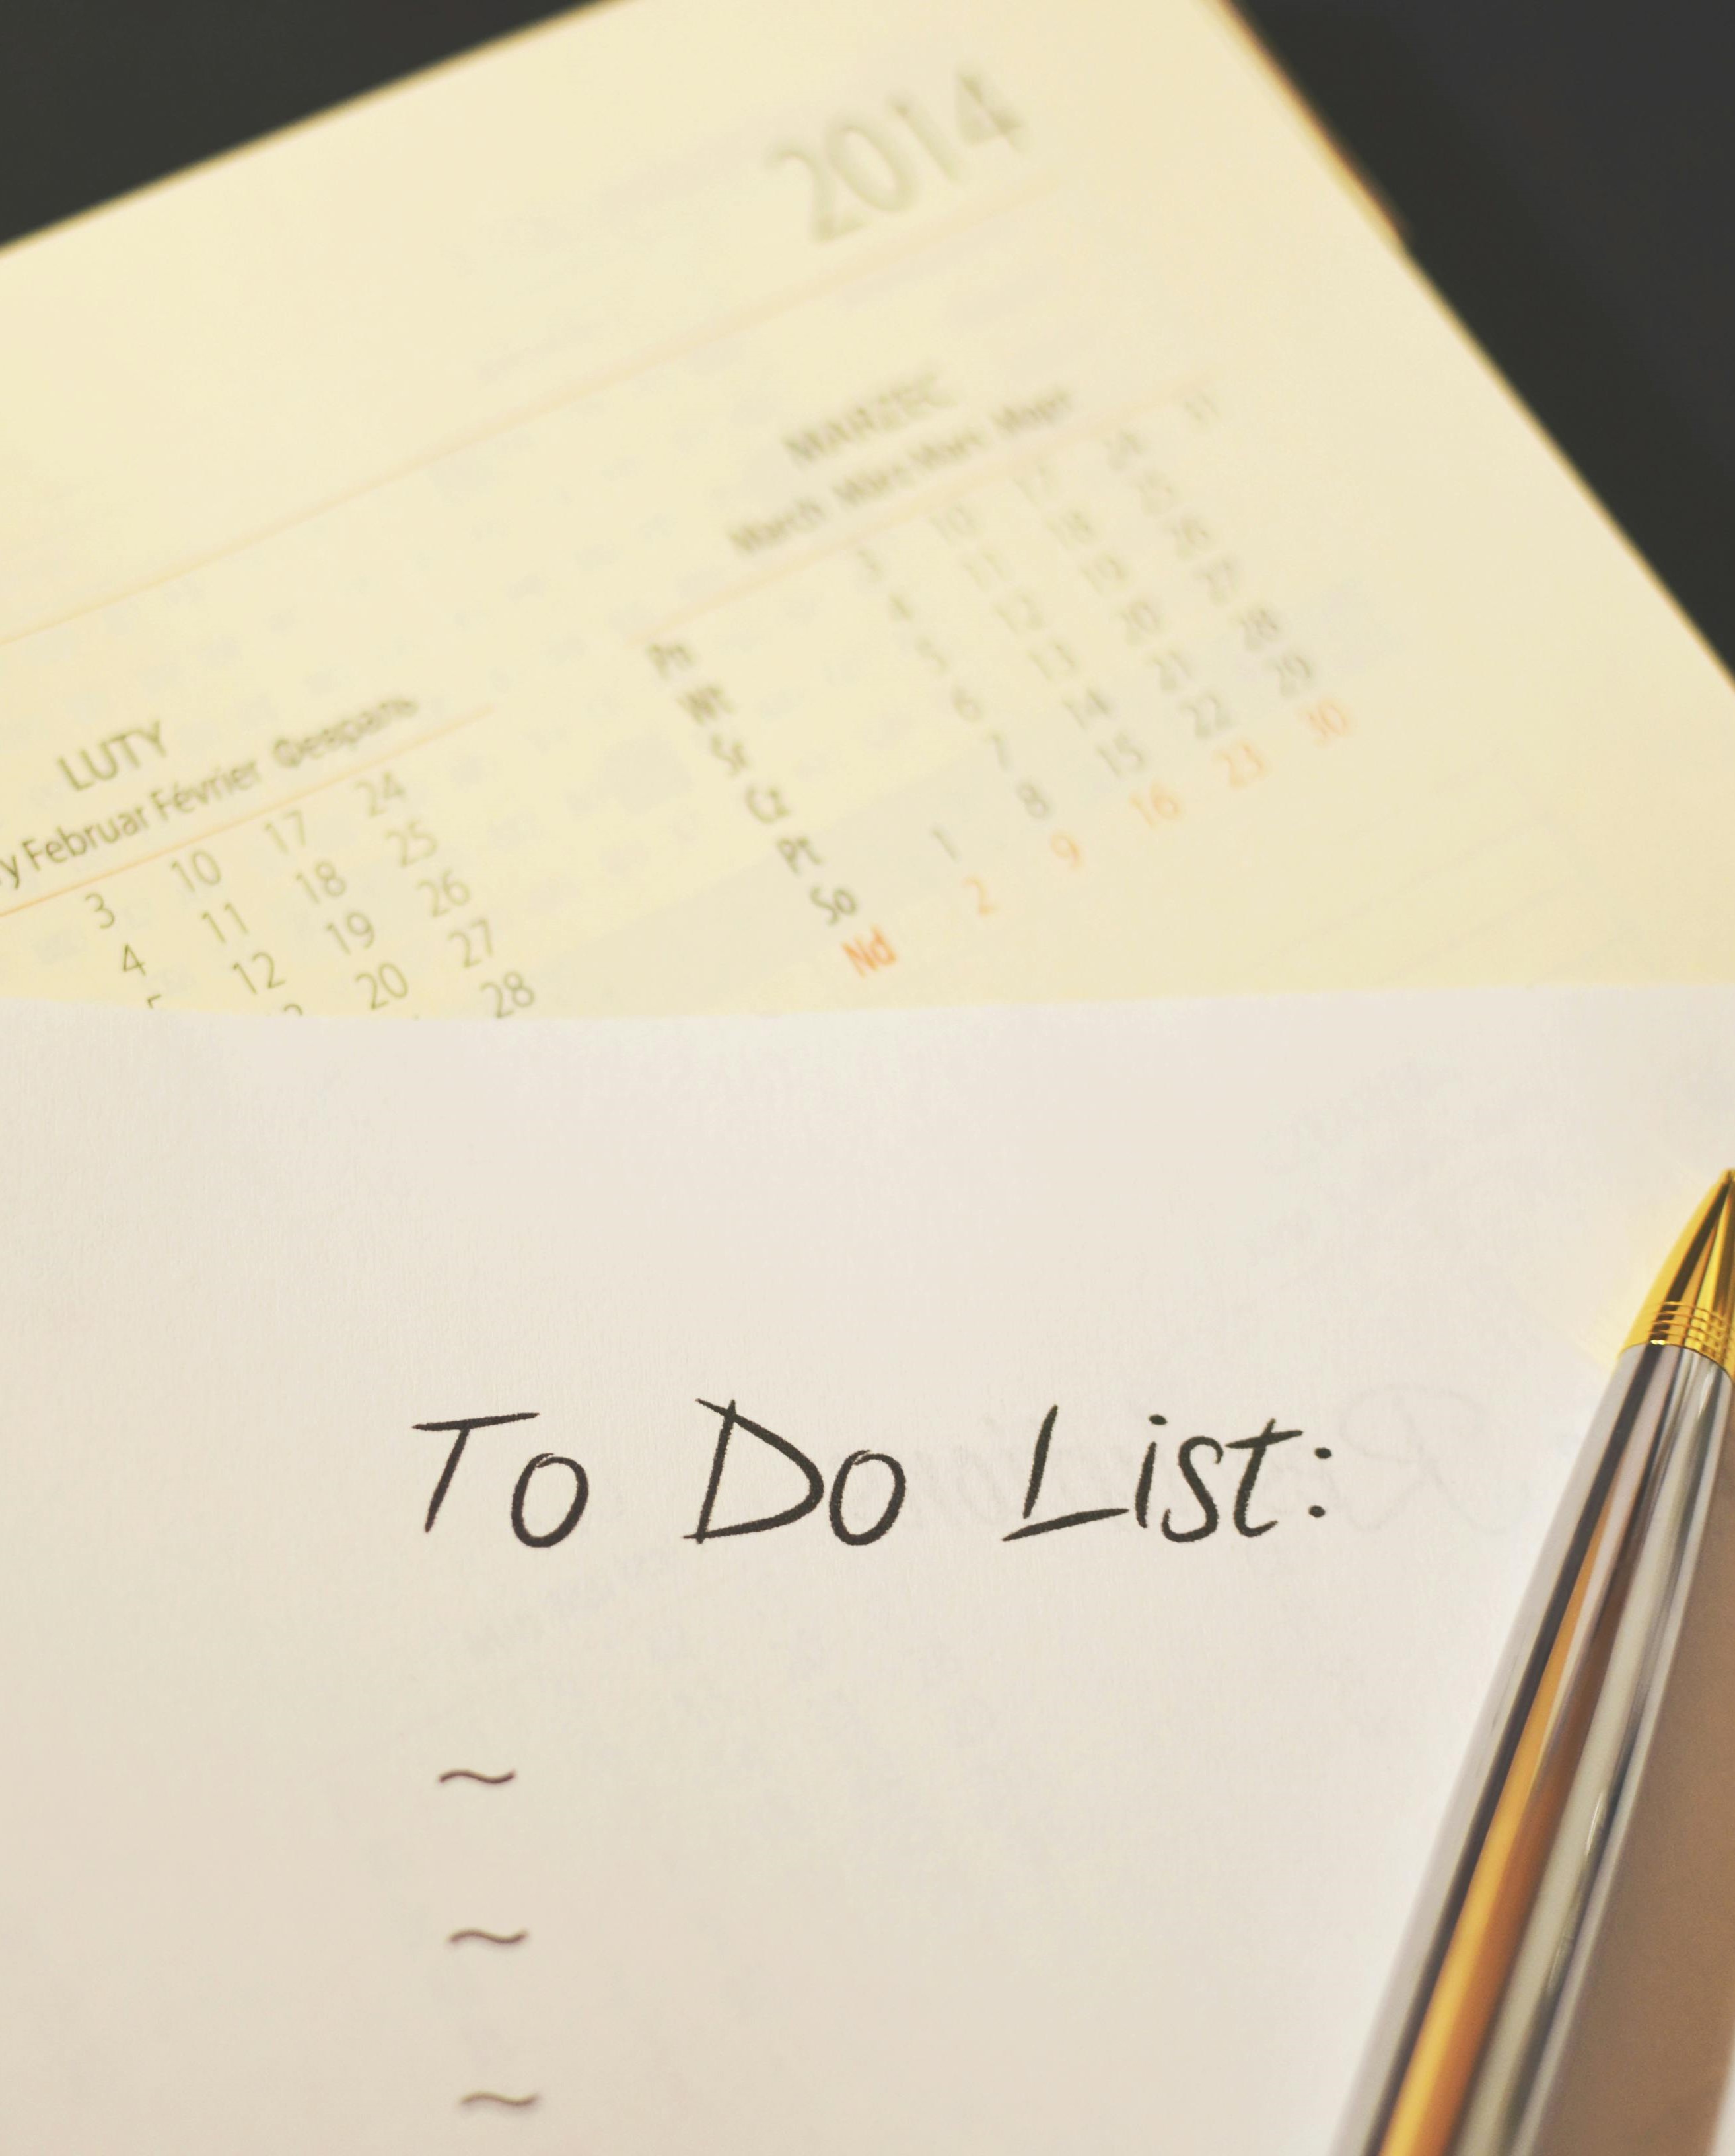 2014
LUTY
y Februar Février Февраль
3 10 17 24
4 11 18 25
5 12 19 26
20 27
28
MARZEC
March März Mars Март
Pn 3 10 17 24 31
Wt 4 11 18 25
Śr 5 12 19 26
Cz 6 13 20 27
Pt 7 14 21 28
So 1 8 15 22 29
Nd 2 9 16 23 30
To Do List:
~
~
~